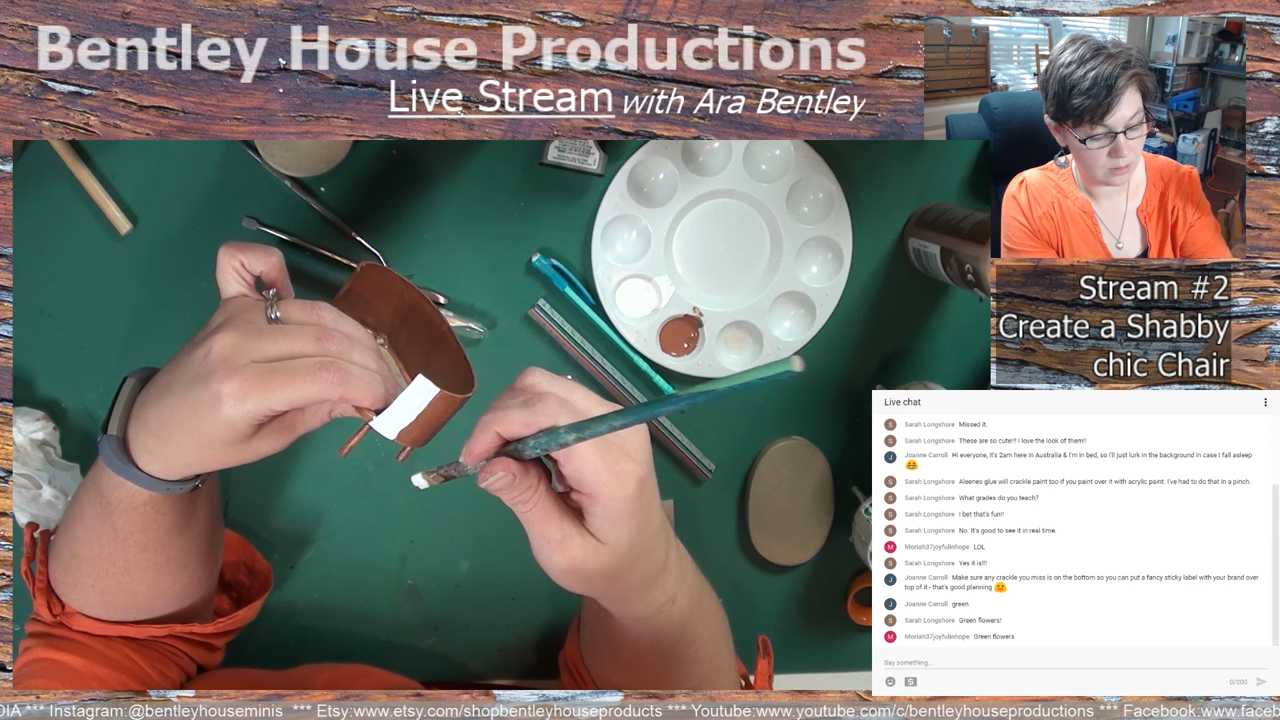 Bentley House Productions
Live Stream with Ara Bentley
Stream #2
Create a Shabby
chic Chair
Live chat
Sarah Longshore Missed it.
Sarah Longshore These are so cute!!! I love the look of them!!
Joanne Carroll Hi everyone, it's 2am here in Australia & I'm in bed, so I'll just lurk in the background in case I fall asleep
Sarah Longshore Aleenes glue will crackle paint too if you paint over it with acrylic paint. I've had to do that in a pinch.
Sarah Longshore What grades do you teach?
Sarah Longshore I bet that's fun!!
Sarah Longshore No. It's good to see it in real time.
Moriah37joyfulinhope LOL
Sarah Longshore Yes it is!!!
Joanne Carroll Make sure any crackle you miss is on the bottom so you can put a fancy sticky label with your brand over
top of it - that's good planning
Joanne Carroll green
Sarah Longshore Green flowers!
Moriah37joyfulinhope Green flowers
Say something...
0/200
DIA *** Instagram:@bentleyhouseminis *** Etsy:www.etsy.com/shopbentleyhouseproducts *** Youtube:www.youtube.com/c/bentleyhouseproductions *** Facebook:www.faceb